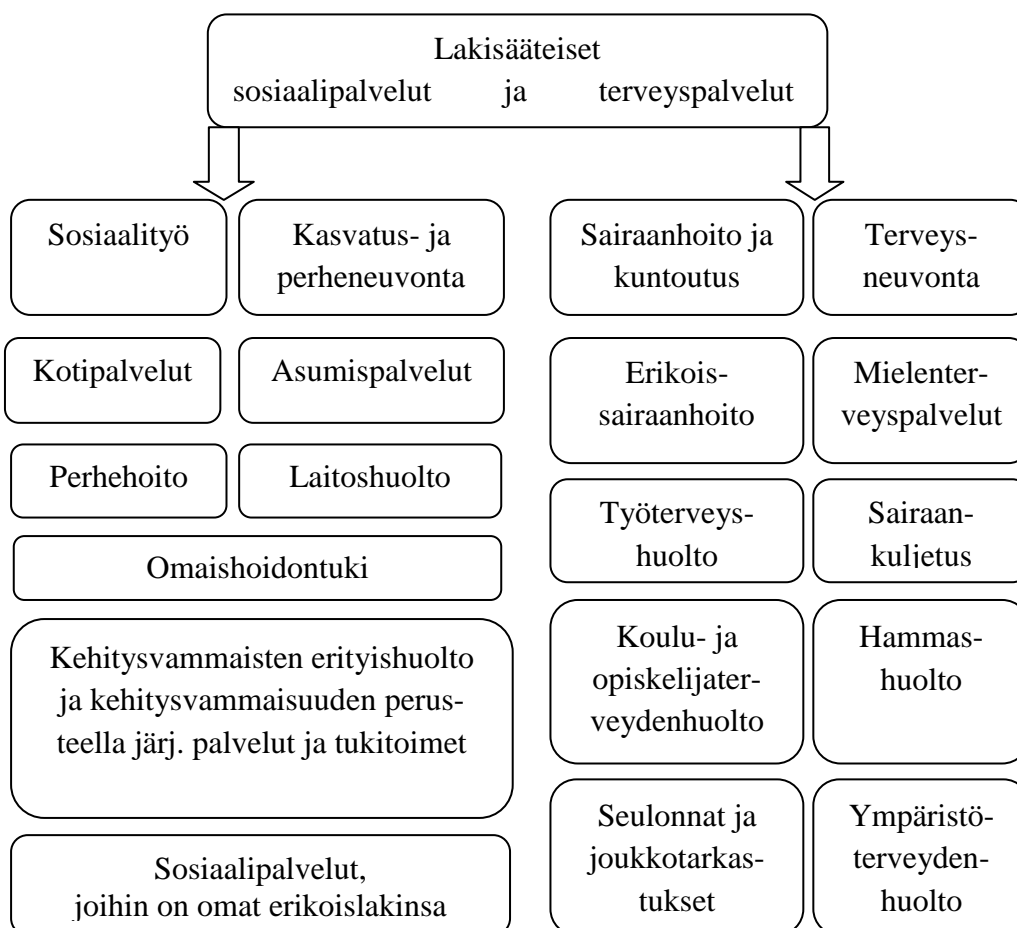 Lakisääteiset
sosiaalipalvelut ja terveyspalvelut
Sosiaalityö
Kasvatus- ja
perheneuvonta
Sairaanhoito ja
kuntoutus
Terveys-
neuvonta
Kotipalvelut
Asumispalvelut
Erikois-
sairaanhoito
Mielenter-
veyspalvelut
Perhehoito
Laitoshuolto
Työterveys-
huolto
Sairaan-
kuljetus
Omaishoidontuki
Koulu- ja
opiskelijater-
veydenhuolto
Hammas-
huolto
Kehitysvammaisten erityishuolto
ja kehitysvammaisuuden perus-
teella järj. palvelut ja tukitoimet
Seulonnat ja
joukkotarkas-
tukset
Ympäristö-
terveyden-
huolto
Sosiaalipalvelut,
joihin on omat erikoislakinsa